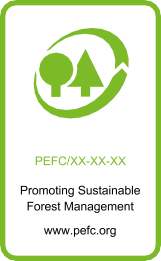 PEFC/XX-XX-XX
Promoting Sustainable
Forest Management
www.pefc.org